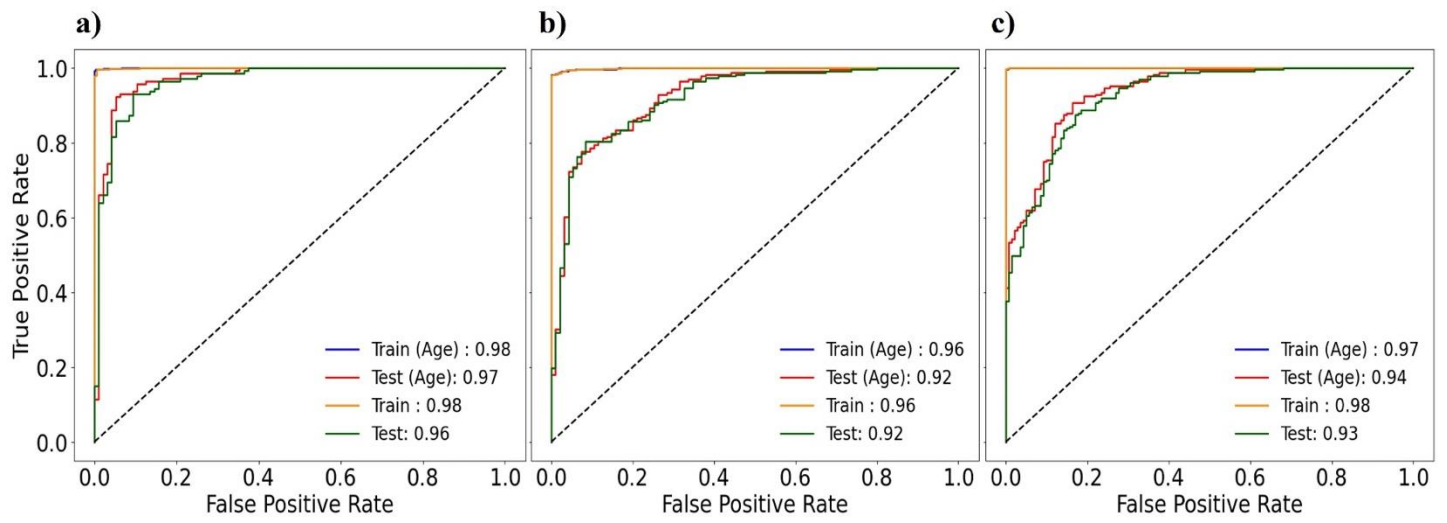 a)
b)
c)
True Positive Rate
1.0
0.8
0.6
0.4
0.2
0.0
Train (Age) : 0.98
Test (Age): 0.97
Train : 0.98
Test: 0.96
0.0 0.2 0.4 0.6 0.8 1.0
False Positive Rate
Train (Age) : 0.96
Test (Age): 0.92
Train : 0.96
Test: 0.92
0.0 0.2 0.4 0.6 0.8 1.0
False Positive Rate
Train (Age) : 0.97
Test (Age): 0.94
Train : 0.98
Test: 0.93
0.0 0.2 0.4 0.6 0.8 1.0
False Positive Rate